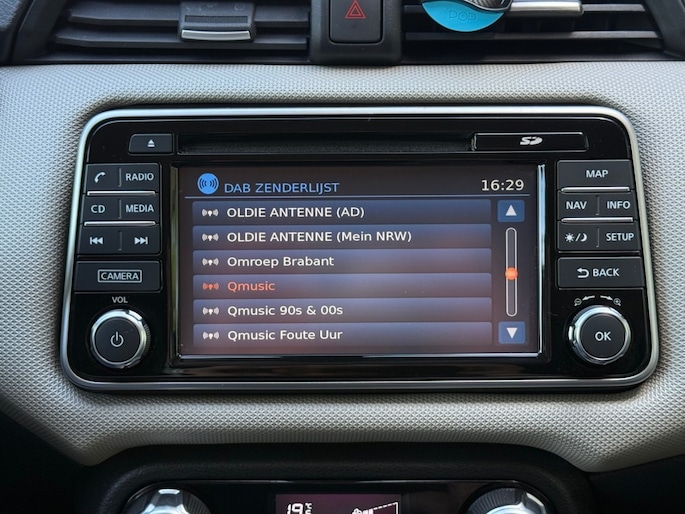 SD
RADIO
CD
MEDIA
CAMERA
VOL
DAB ZENDERLIJST
16:29
OLDIE ANTENNE (AD)
OLDIE ANTENNE (Mein NRW)
Omroep Brabant
Qmusic
Qmusic 90s & 00s
Qmusic Foute Uur
MAP
NAV
INFO
SETUP
BACK
OK
19°C